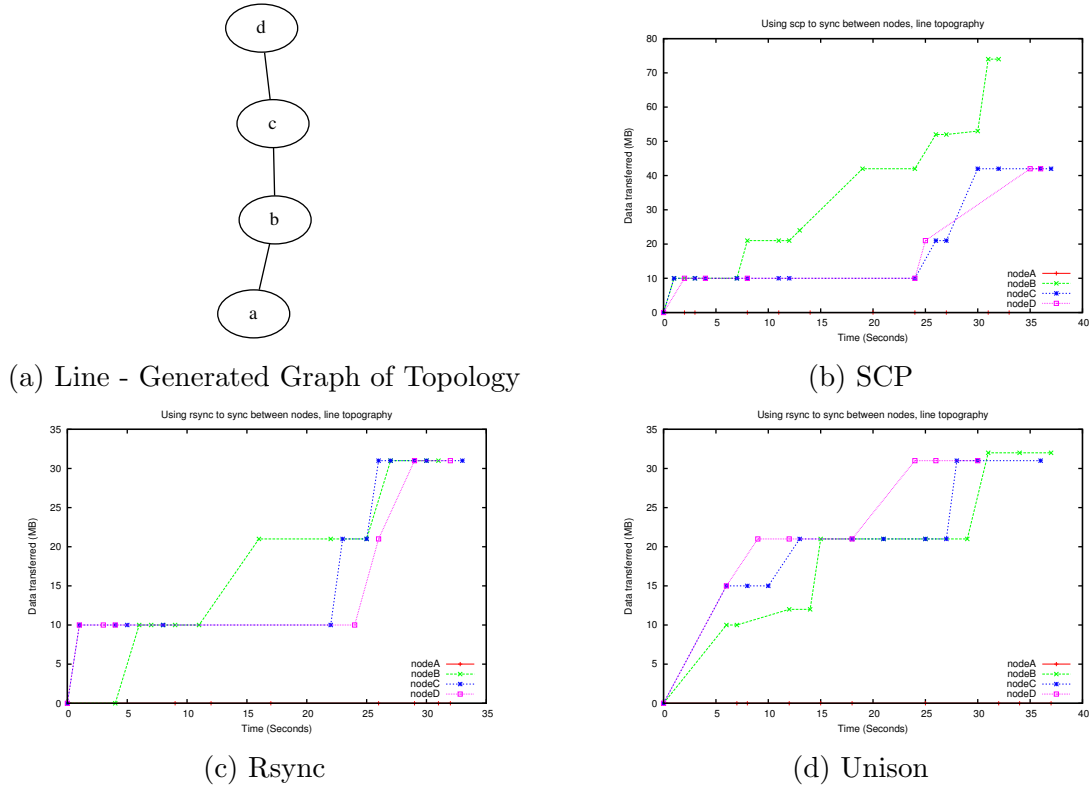 d
c
b
a
(a) Line - Generated Graph of Topology
Using scp to sync between nodes, line topography
Data transferred (MB)
80
70
60
50
40
30
20
10
0
nodeA
nodeB
nodeC
nodeD
0 5 10 15 20 25 30 35 40
Time (Seconds)
(b) SCP
Using rsync to sync between nodes, line topography
Data transferred (MB)
35
30
25
20
15
10
5
0
nodeA
nodeB
nodeC
nodeD
0 5 10 15 20 25 30 35
Time (Seconds)
(c) Rsync
Using rsync to sync between nodes, line topography
Data transferred (MB)
35
30
25
20
15
10
5
0
nodeA
nodeB
nodeC
nodeD
0 5 10 15 20 25 30 35 40
Time (Seconds)
(d) Unison